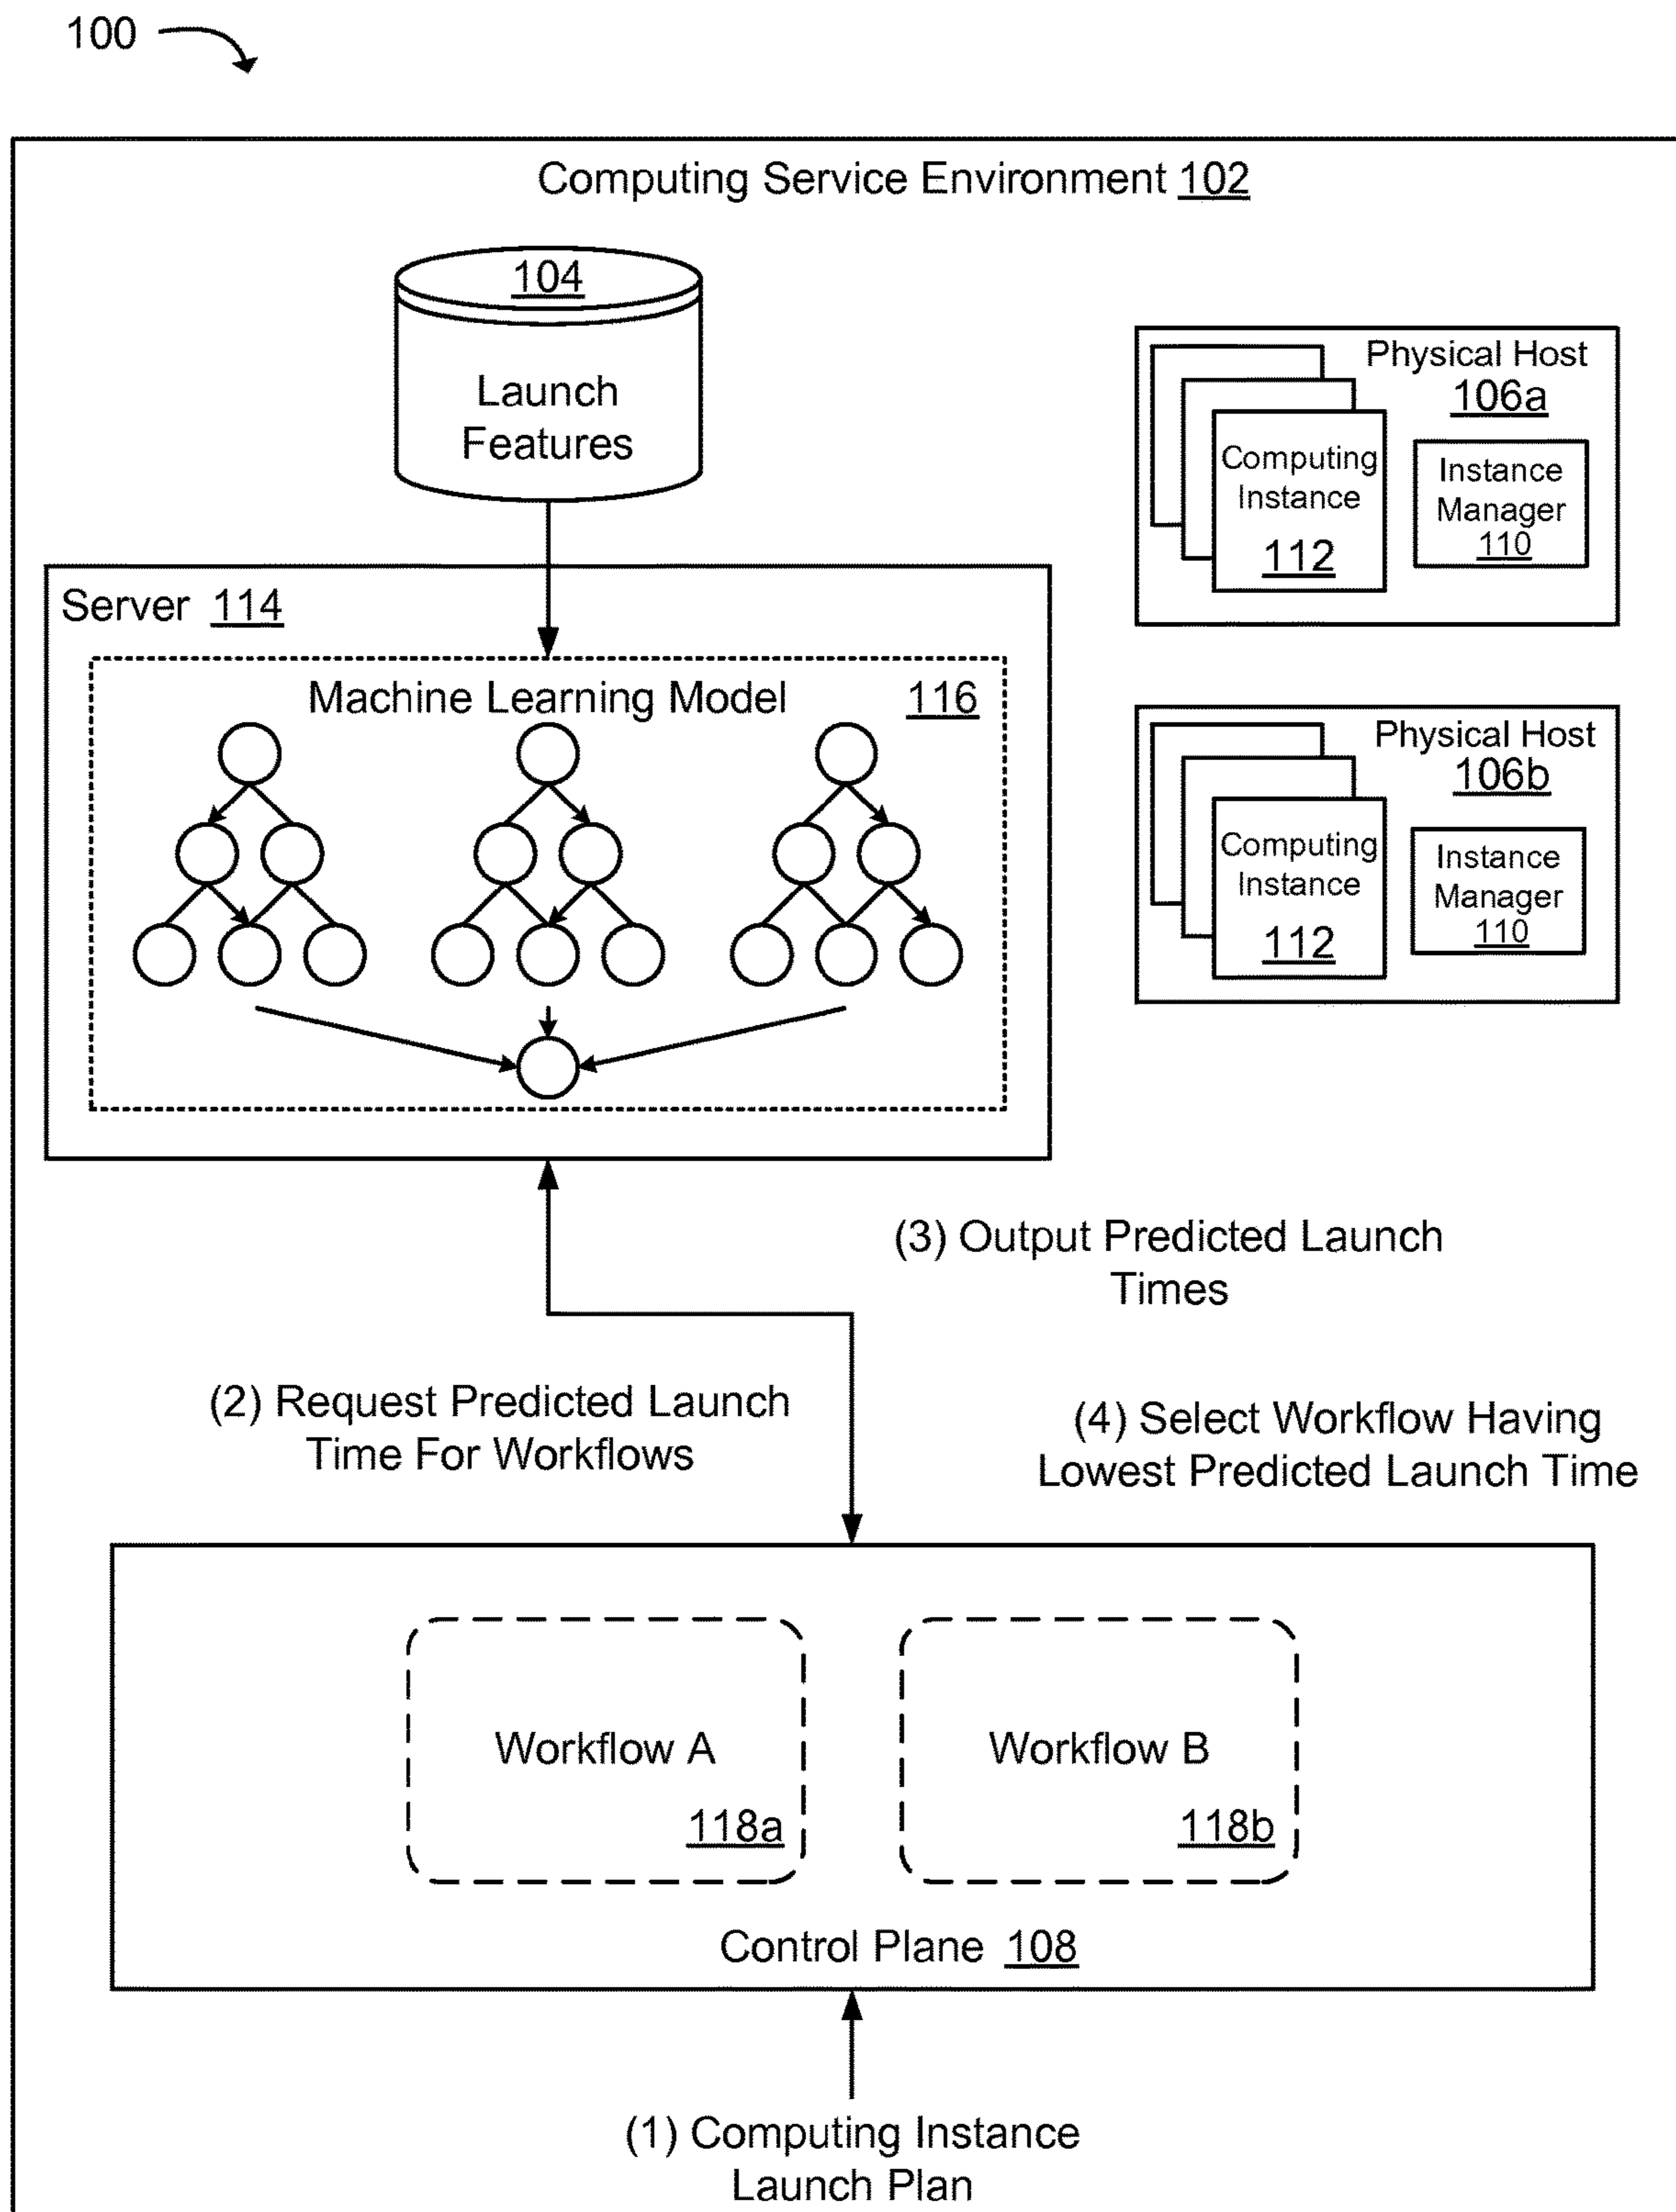 100
Computing Service Environment 102
104
Launch
Features
Physical Host
106a
Computing
Instance
112
Instance
Manager
110
Server 114
Machine Learning Model 116
Physical Host
106b
Computing
Instance
112
Instance
Manager
110
(3) Output Predicted Launch
Times
(2) Request Predicted Launch
Time For Workflows
(4) Select Workflow Having
Lowest Predicted Launch Time
Workflow A
118a
Workflow B
118b
Control Plane 108
(1) Computing Instance
Launch Plan